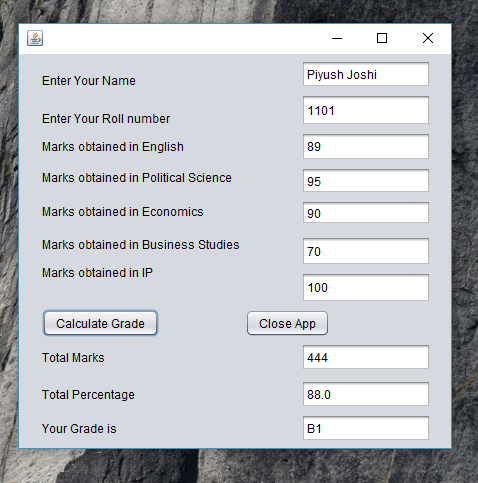 Enter Your Name Piyush Joshi
Enter Your Roll number 1101
Marks obtained in English 89
Marks obtained in Political Science 95
Marks obtained in Economics 90
Marks obtained in Business Studies 70
Marks obtained in IP 100
Calculate Grade Close App
Total Marks 444
Total Percentage 88.0
Your Grade is B1